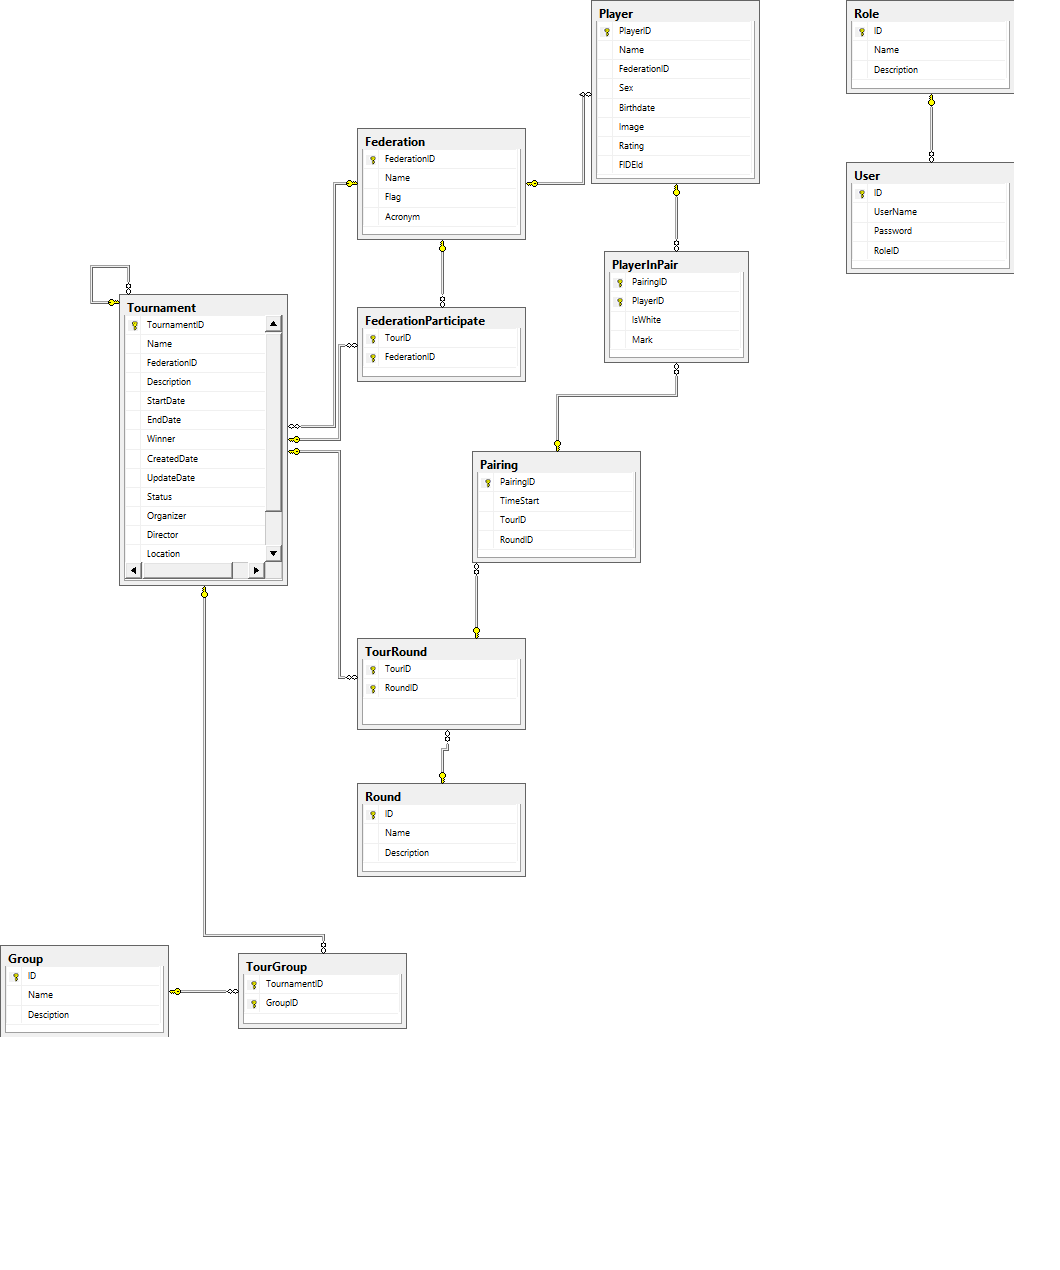 Player
PlayerID
Name
FederationID
Sex
Birthdate
Image
Rating
FIDEId
Role
ID
Name
Description
Federation
FederationID
Name
Flag
Acronym
User
ID
UserName
Password
RoleID
PlayerInPair
PairingID
PlayerID
IsWhite
Mark
Tournament
TournamentID
Name
FederationID
Description
StartDate
EndDate
Winner
CreatedDate
UpdateDate
Status
Organizer
Director
Location
FederationParticipate
TourID
FederationID
Pairing
PairingID
TimeStart
TourID
RoundID
TourRound
TourID
RoundID
Round
ID
Name
Description
Group
ID
Name
Desciption
TourGroup
TournamentID
GroupID